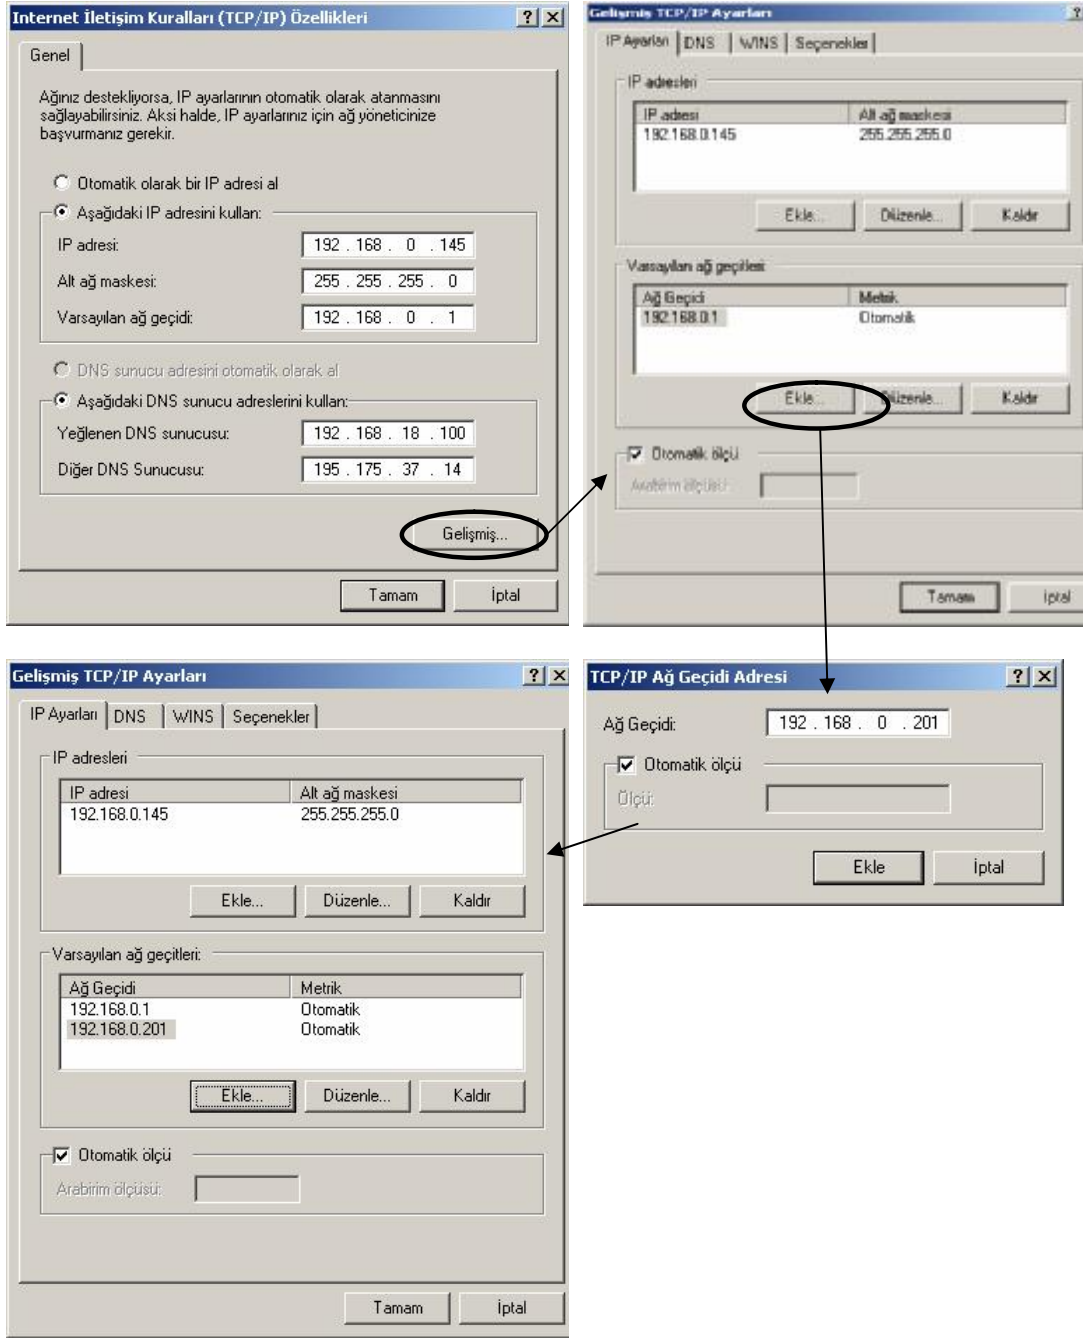 Internet İletişim Kuralları (TCP/IP) Özellikleri
Genel
Ağınız destekliyorsa, IP ayarlarının otomatik olarak atanmasını
sağlayabilirsiniz. Aksi halde, IP ayarlarınız için ağ yöneticinize
başvurmanız gerekir.
Otomatik olarak bir IP adresi al
Aşağıdaki IP adresini kullan:
IP adresi: 192 . 168 . 0 . 145
Alt ağ maskesi: 255 . 255 . 255 . 0
Varsayılan ağ geçidi: 192 . 168 . 0 . 1
DNS sunucu adresini otomatik olarak al
Aşağıdaki DNS sunucu adreslerini kullan:
Yeğlenen DNS sunucusu: 192 . 168 . 18 . 100
Diğer DNS Sunucusu: 195 . 175 . 37 . 14
Gelişmiş...
Tamam İptal
Gelişmiş TCP/IP Ayarları
IP Ayarları DNS WINS Seçenekler
IP adresleri
IP adresi Alt ağ maskesi
192.168.0.145 255.255.255.0
Ekle... Düzenle... Kaldır
Varsayılan ağ geçitleri:
Ağ Geçidi Metrik
192.168.0.1 Otomatik
Ekle... Düzenle... Kaldır
Otomatik ölçü
Arabirim ölçüsü:
Tamam İptal
Gelişmiş TCP/IP Ayarları
IP Ayarları DNS WINS Seçenekler
IP adresleri
IP adresi Alt ağ maskesi
192.168.0.145 255.255.255.0
Ekle... Düzenle... Kaldır
Varsayılan ağ geçitleri:
Ağ Geçidi Metrik
192.168.0.1 Otomatik
192.168.0.201 Otomatik
Ekle... Düzenle... Kaldır
Otomatik ölçü
Arabirim ölçüsü:
Tamam İptal
TCP/IP Ağ Geçidi Adresi
Ağ Geçidi: 192 . 168 . 0 . 201
Otomatik ölçü
Ölçü:
Ekle İptal